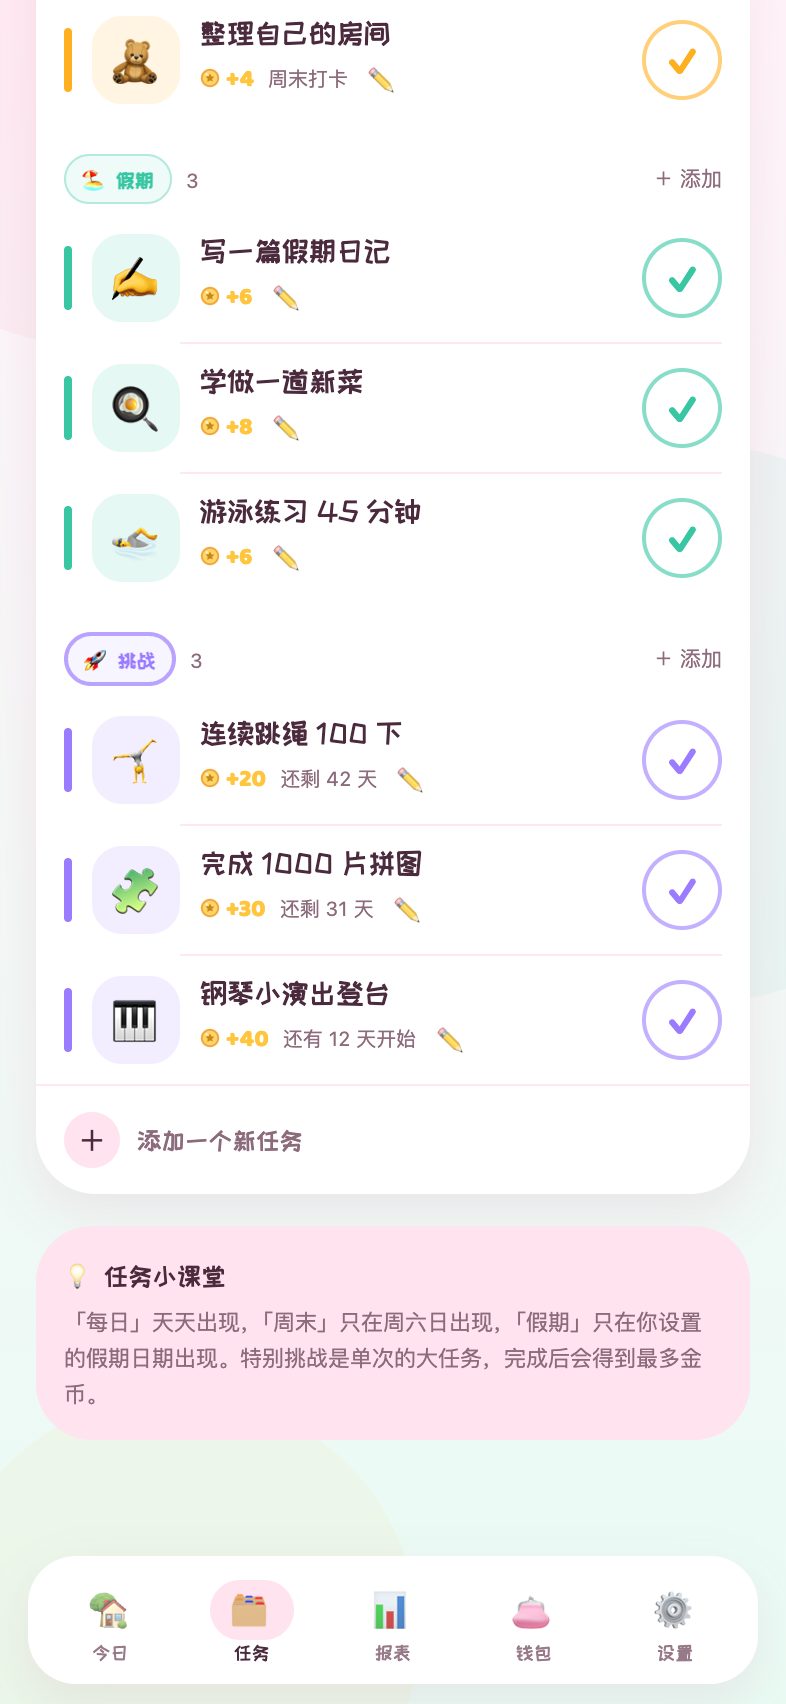 整理自己的房间
+4 周末打卡
假期 3 + 添加
写一篇假期日记
+6
学做一道新菜
+8
游泳练习 45 分钟
+6
挑战 3 + 添加
连续跳绳 100 下
+20 还剩 42 天
完成 1000 片拼图
+30 还剩 31 天
钢琴小演出登台
+40 还有 12 天开始
+ 添加一个新任务
任务小课堂
「每日」天天出现，「周末」只在周六日出现，「假期」只在你设置
的假期日期出现。特别挑战是单次的大任务，完成后会得到最多金
币。
今日 任务 报表 钱包 设置